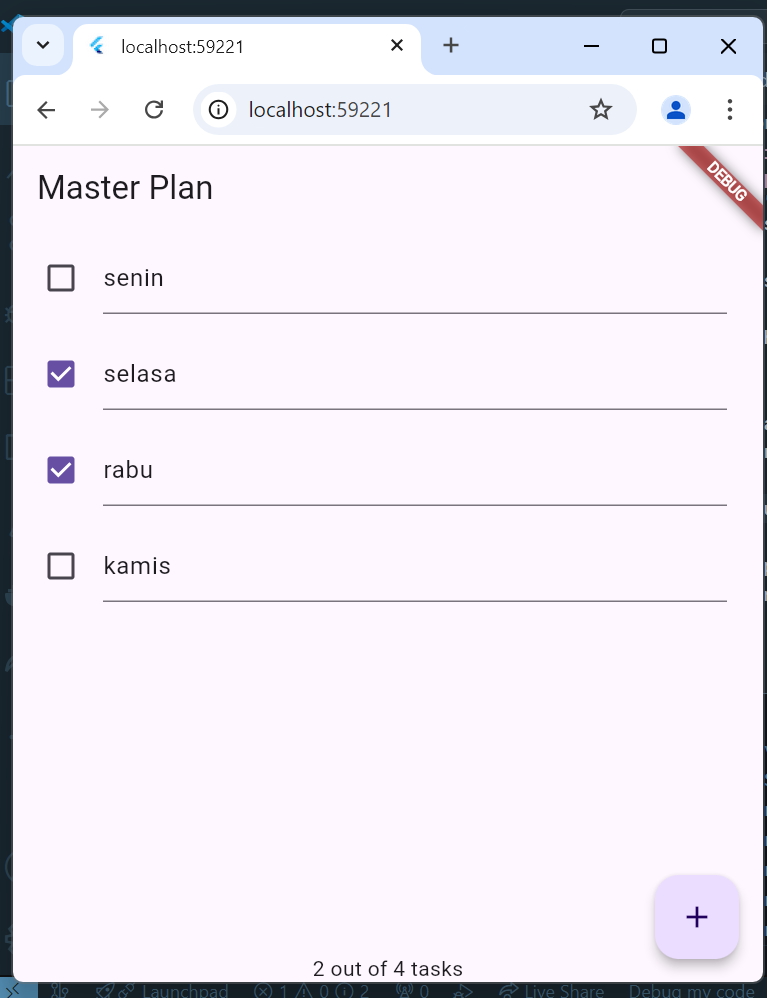 localhost:59221
localhost:59221
Master Plan
DEBUG
senin
selasa
rabu
kamis
2 out of 4 tasks
Launchpad 1 0 2 0 Live Share Debug my code